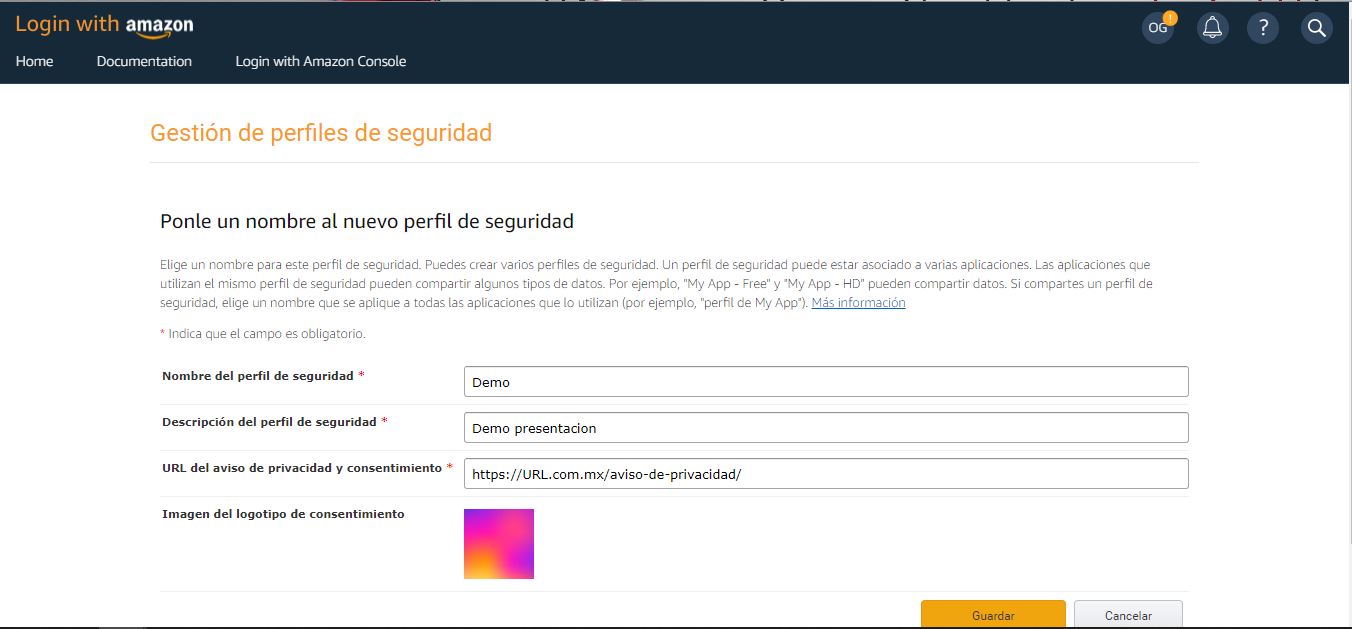 Login with amazon
OG !
?
Home Documentation Login with Amazon Console
Gestión de perfiles de seguridad
Ponle un nombre al nuevo perfil de seguridad
Elige un nombre para este perfil de seguridad. Puedes crear varios perfiles de seguridad. Un perfil de seguridad puede estar asociado a varias aplicaciones. Las aplicaciones que
utilizan el mismo perfil de seguridad pueden compartir algunos tipos de datos. Por ejemplo, "My App - Free" y "My App - HD" pueden compartir datos. Si compartes un perfil de
seguridad, elige un nombre que se aplique a todas las aplicaciones que lo utilizan (por ejemplo, "perfil de My App"). Más información
* Indica que el campo es obligatorio.
Nombre del perfil de seguridad * Demo
Descripción del perfil de seguridad * Demo presentacion
URL del aviso de privacidad y consentimiento * https://URL.com.mx/aviso-de-privacidad/
Imagen del logotipo de consentimiento
Guardar Cancelar